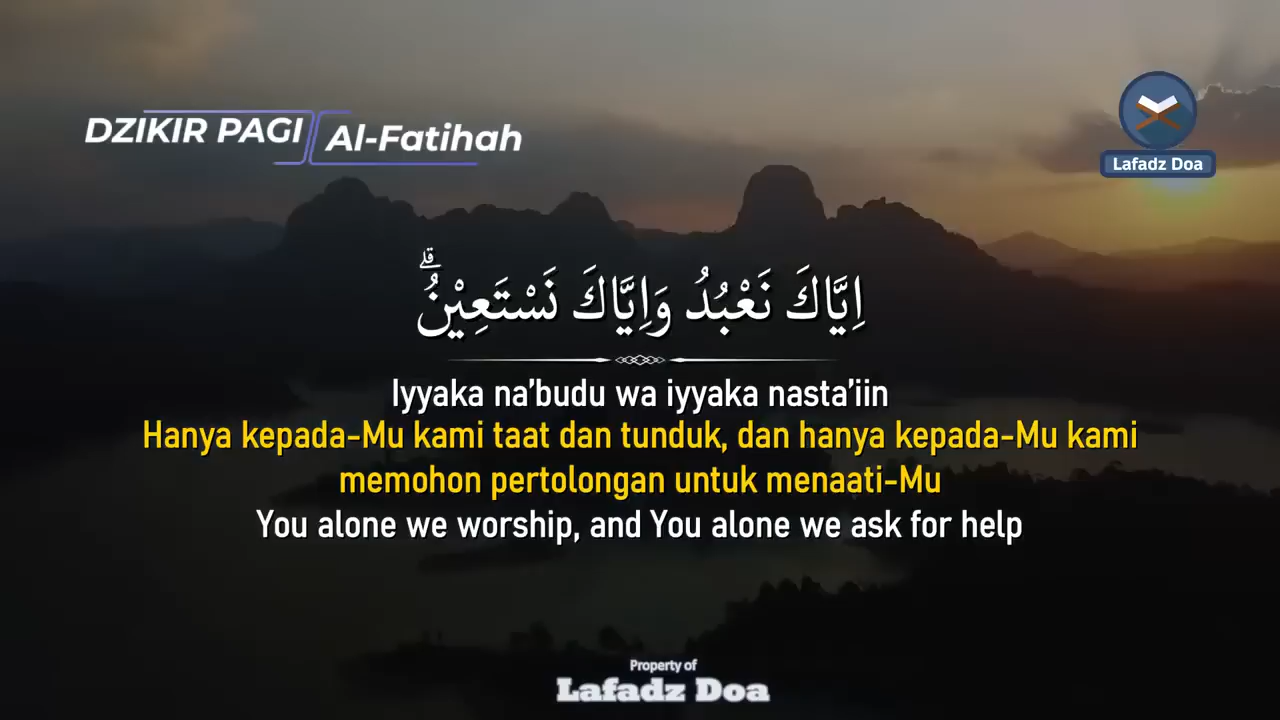 DZIKIR PAGI
Al-Fatihah
Lafadz Doa
اِيَّاكَ نَعْبُدُ وَاِيَّاكَ نَسْتَعِيْنُۗ
Iyyaka na’budu wa iyyaka nasta’iin
Hanya kepada-Mu kami taat dan tunduk, dan hanya kepada-Mu kami
memohon pertolongan untuk menaati-Mu
You alone we worship, and You alone we ask for help
Property of
Lafadz Doa